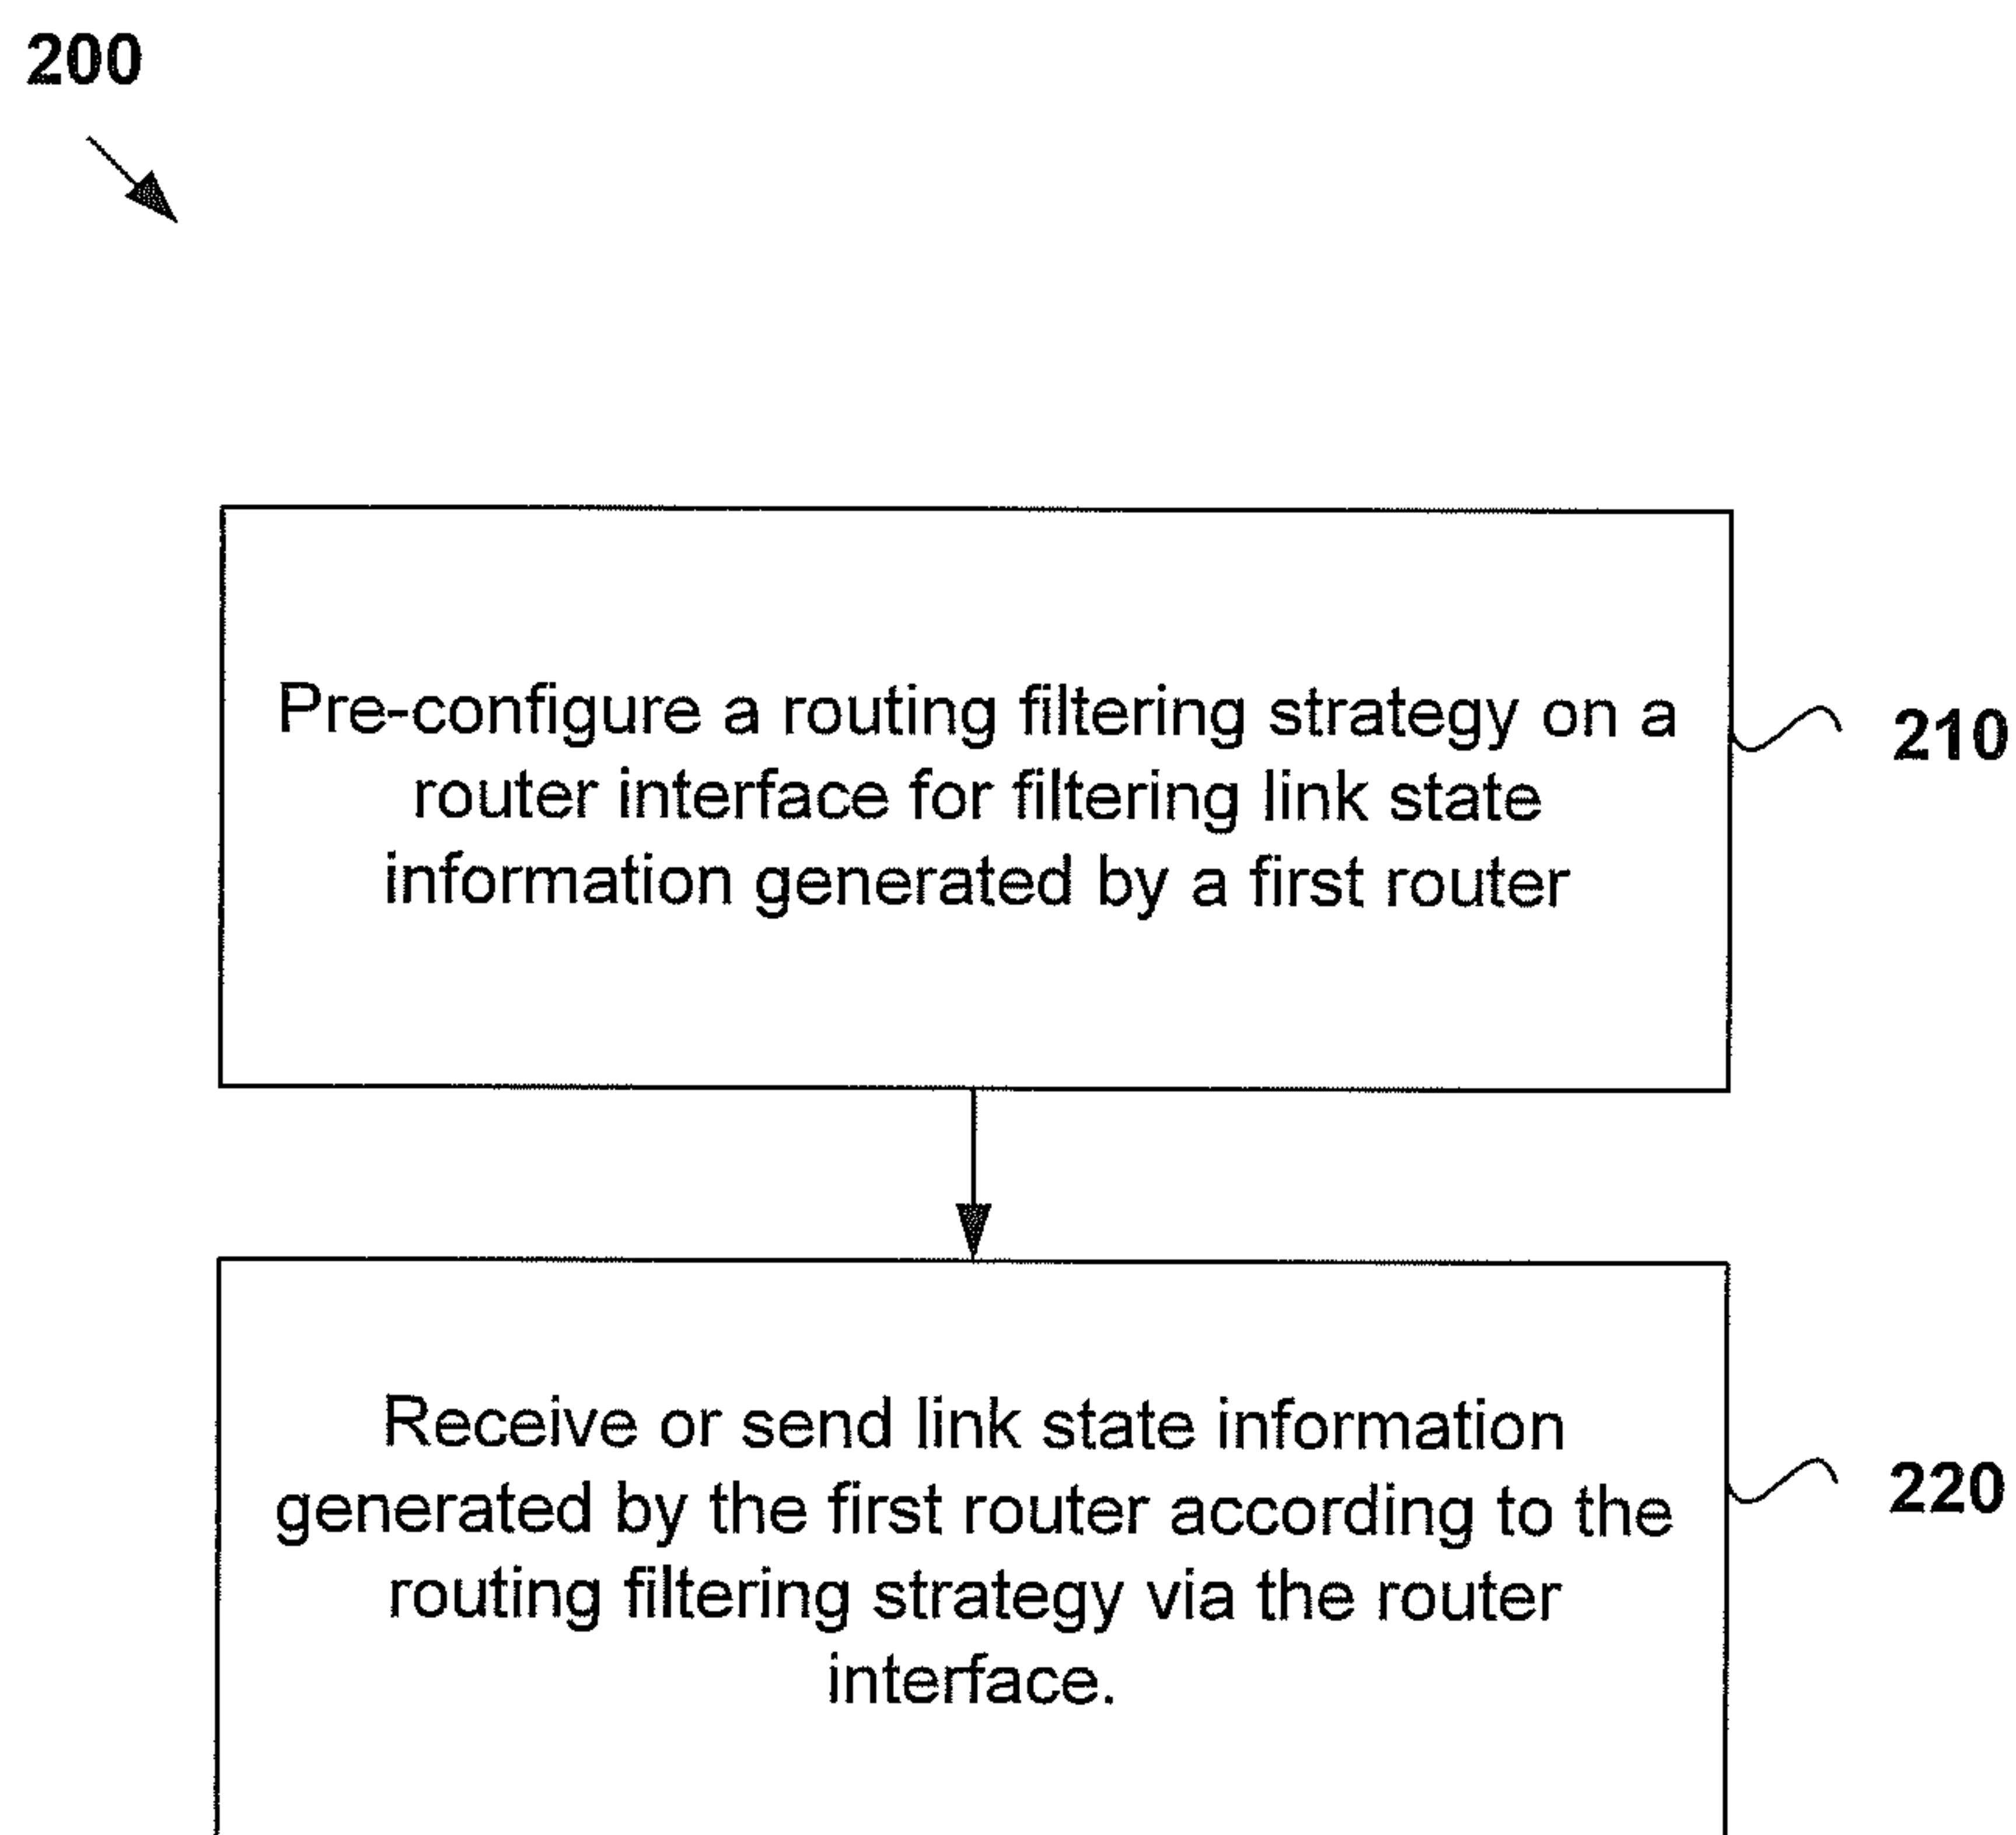 200
Pre-configure a routing filtering strategy on a
router interface for filtering link state
information generated by a first router
210
Receive or send link state information
generated by the first router according to the
routing filtering strategy via the router
interface.
220